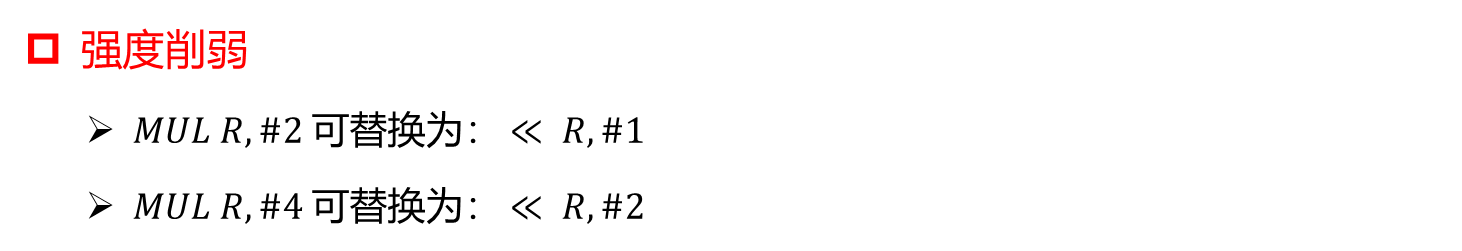 强度削弱
MUL R, #2 可替换为： ≪ R, #1
MUL R, #4 可替换为： ≪ R, #2